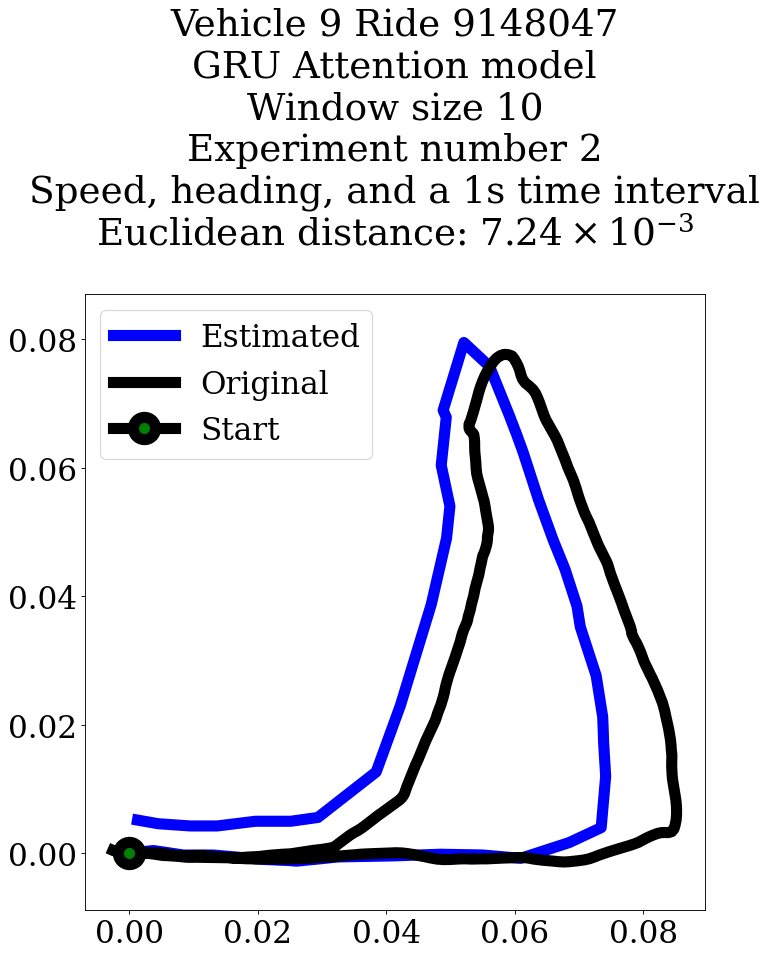 Vehicle 9 Ride 9148047
GRU Attention model
Window size 10
Experiment number 2
Speed, heading, and a 1s time interval
Euclidean distance: 7.24 × 10⁻³
Estimated
Original
Start
0.08
0.06
0.04
0.02
0.00
0.00 0.02 0.04 0.06 0.08